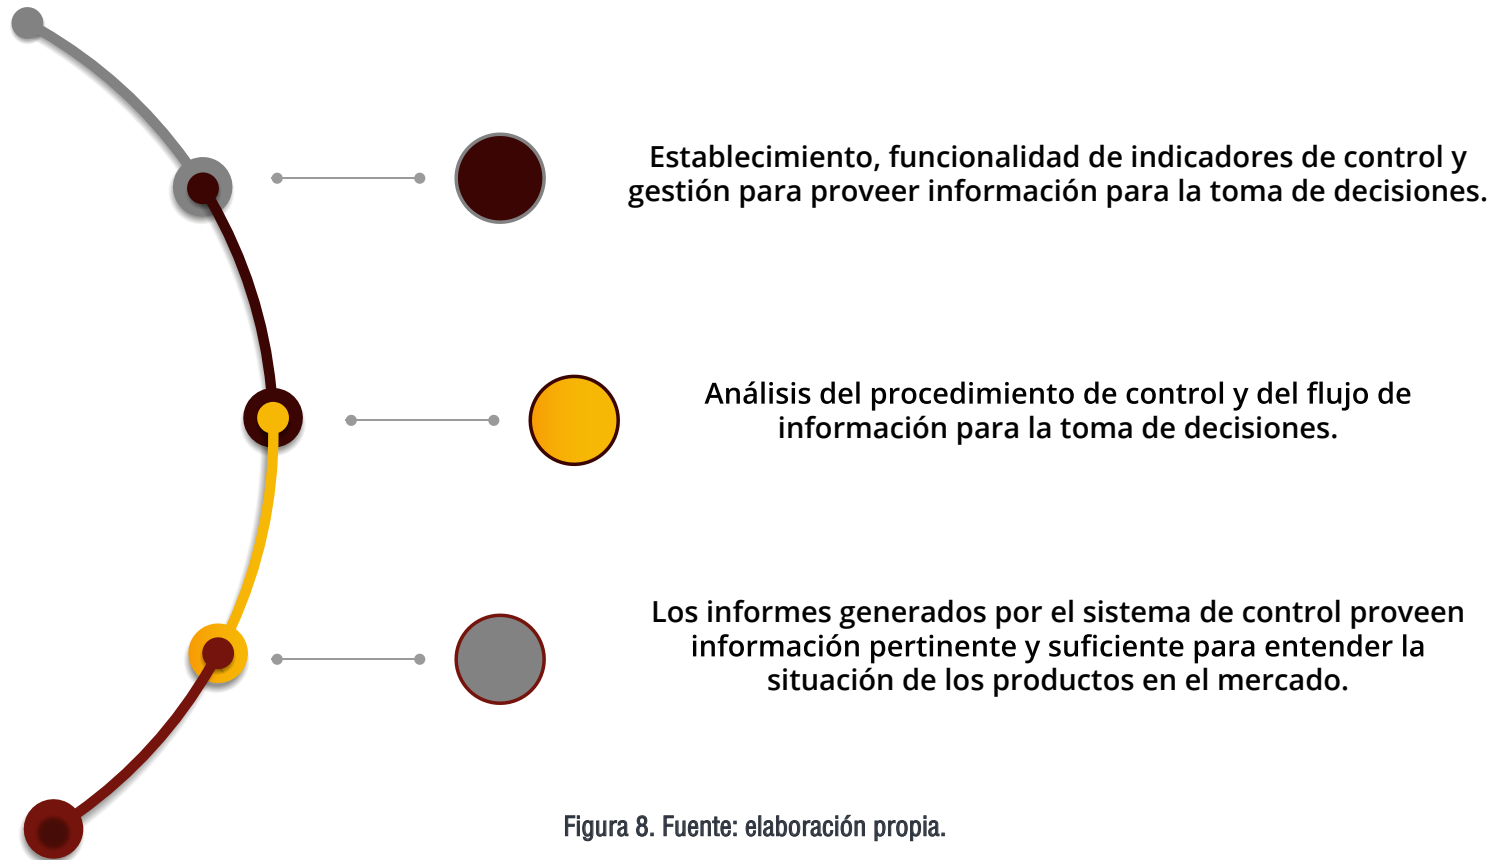 Establecimiento, funcionalidad de indicadores de control y
gestión para proveer información para la toma de decisiones.
Análisis del procedimiento de control y del flujo de
información para la toma de decisiones.
Los informes generados por el sistema de control proveen
información pertinente y suficiente para entender la
situación de los productos en el mercado.
Figura 8. Fuente: elaboración propia.